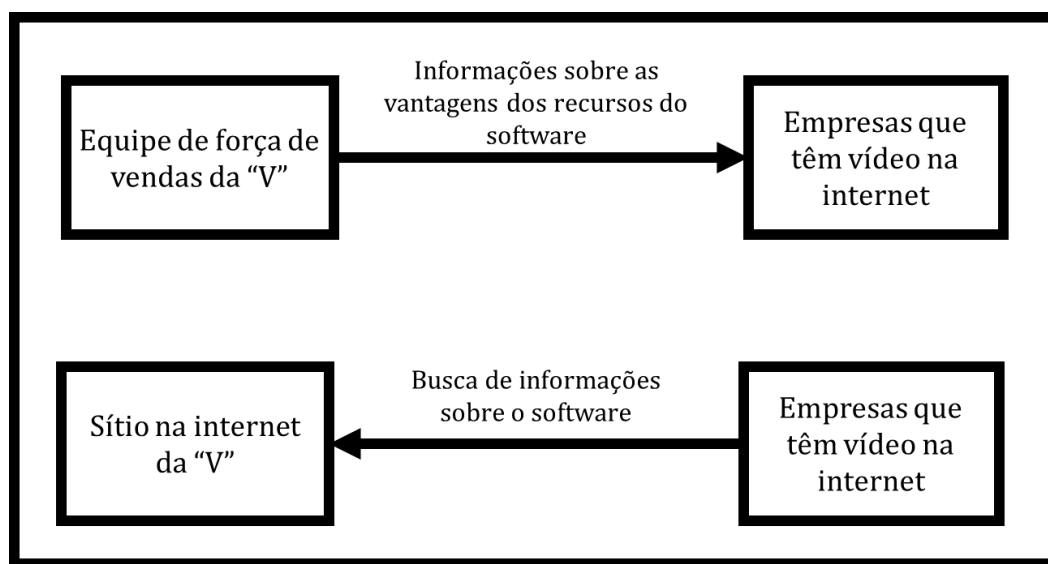 Equipe de força de
vendas da “V”
Informações sobre as
vantagens dos recursos do
software
Empresas que
têm vídeo na
internet
Sítio na internet
da “V”
Busca de informações
sobre o software
Empresas que
têm vídeo na
internet